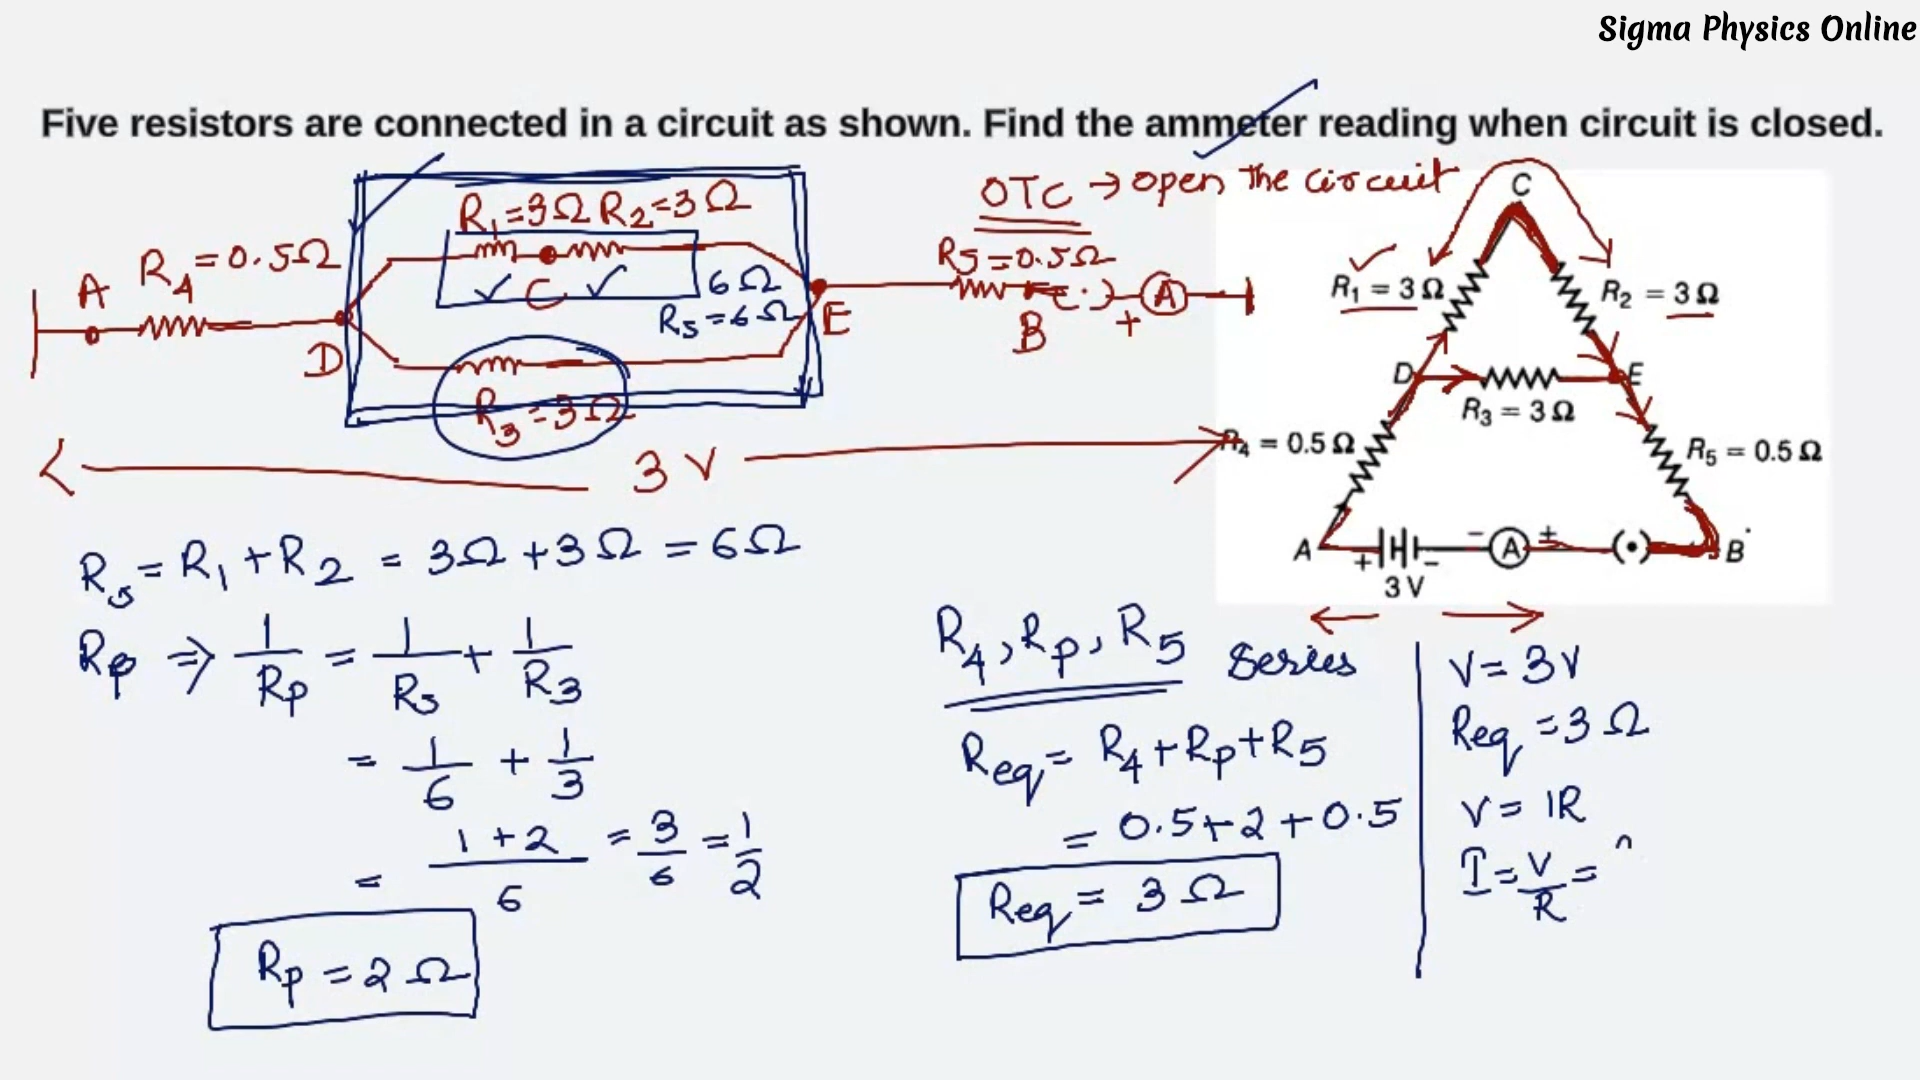 Sigma Physics Online
Five resistors are connected in a circuit as shown. Find the ammeter reading when circuit is closed.
OTC → open the circuit
R₁=3Ω R₂=3Ω
A R₄=0.5Ω
C
6Ω
Rs=6Ω
D
E
R₃=3Ω
R5=0.5Ω
B
(·)
+
A
3V
C
R₁ = 3Ω
R₂ = 3Ω
D
E
R₃ = 3Ω
R₄ = 0.5Ω
R₅ = 0.5Ω
A
+
−
3V
−
A
+
(•)
B
Rs = R₁ + R₂ = 3Ω + 3Ω = 6Ω
Rp ⇒ 1/Rp = 1/Rs + 1/R3
= 1/6 + 1/3
= 1+2/6 = 3/6 = 1/2
Rp = 2Ω
R4, Rp, R5 Series
Req = R4 + Rp + R5
= 0.5+2+0.5
Req = 3Ω
V = 3V
Req = 3Ω
V = IR
I = V/R =